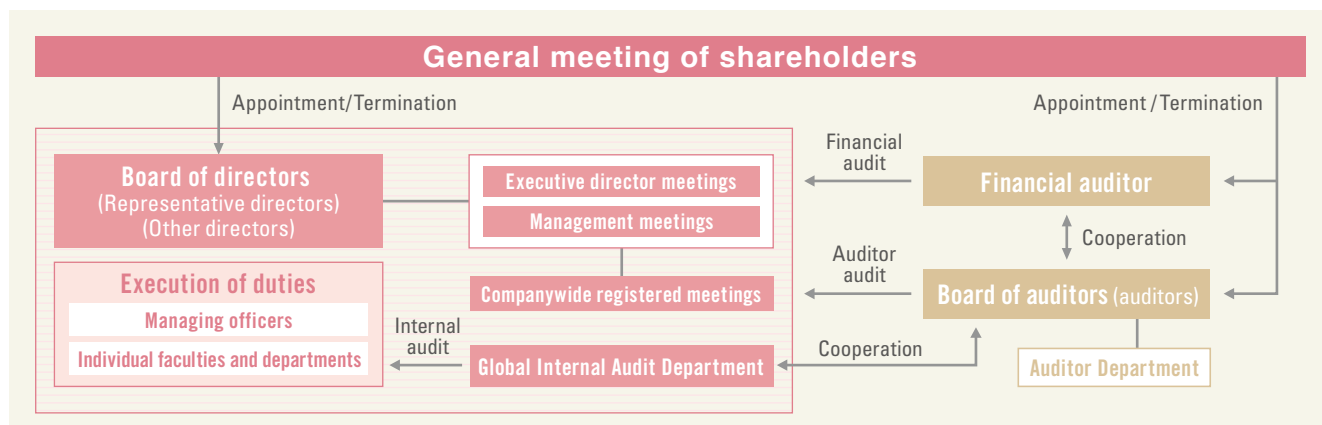 General meeting of shareholders
Appointment/Termination
Appointment / Termination
Board of directors
(Representative directors)
(Other directors)
Executive director meetings
Management meetings
Financial
audit
Financial auditor
Cooperation
Execution of duties
Managing officers
Individual faculties and departments
Companywide registered meetings
Auditor
audit
Board of auditors (auditors)
Internal
audit
Global Internal Audit Department
Cooperation
Auditor Department